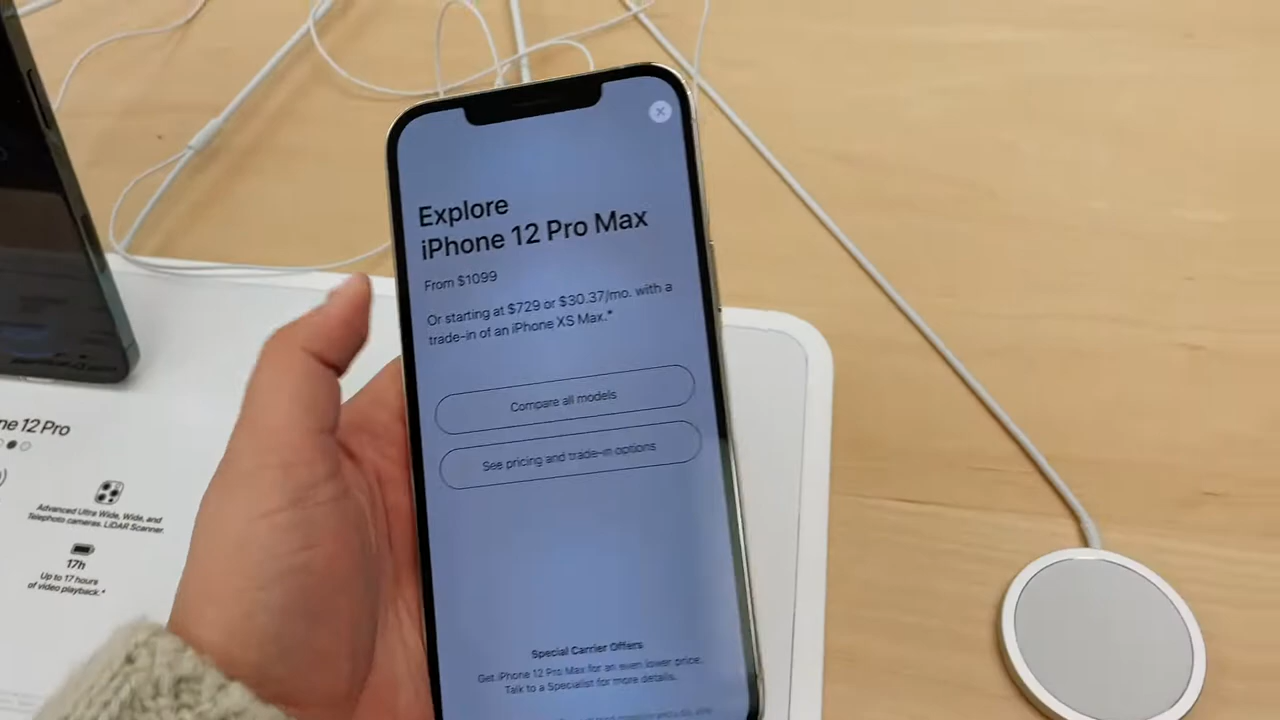 Explore
iPhone 12 Pro Max
From $1099
Or starting at $729 or $30.37/mo. with a
trade-in of an iPhone XS Max.*
Compare all models
See pricing and trade-in options
Special Carrier Offers
Get iPhone 12 Pro Max for an even lower price.
Talk to a Specialist for more details.
ne 12 Pro
Advanced Ultra Wide, Wide, and
Telephoto cameras. LiDAR Scanner.
17h
Up to 17 hours
of video playback.*